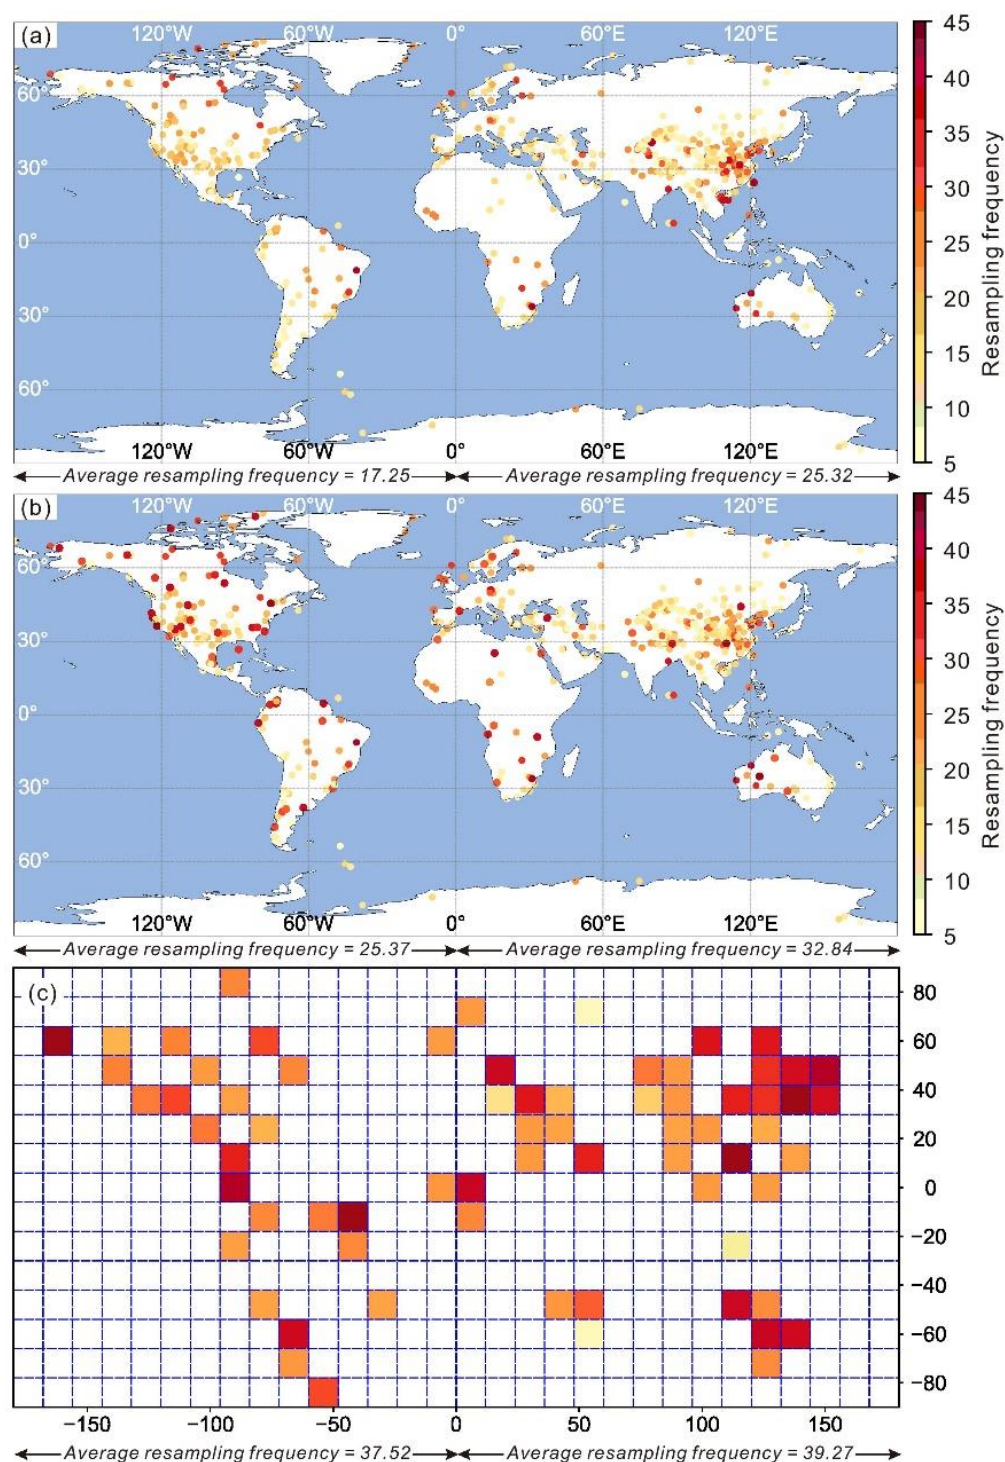 (a)
120°W 60°W 0° 60°E 120°E
60°
30°
0°
30°
60°
120°W 60°W 0° 60°E 120°E
45
40
35
30
25
20
15
10
5
Resampling frequency
Average resampling frequency = 17.25 Average resampling frequency = 25.32
(b)
120°W 60°W 0° 60°E 120°E
60°
30°
0°
30°
60°
120°W 60°W 0° 60°E 120°E
45
40
35
30
25
20
15
10
5
Resampling frequency
Average resampling frequency = 25.37 Average resampling frequency = 32.84
(c)
80
60
40
20
0
−20
−40
−60
−80
−150 −100 −50 0 50 100 150
Average resampling frequency = 37.52 Average resampling frequency = 39.27